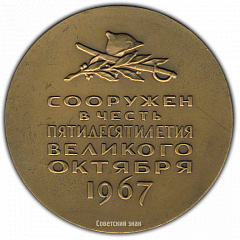 СООРУЖЕН
В ЧЕСТЬ
ПЯТИДЕСЯТИЛЕТИЯ
ВЕЛИКОГО
ОКТЯБРЯ
1967
Советский знак